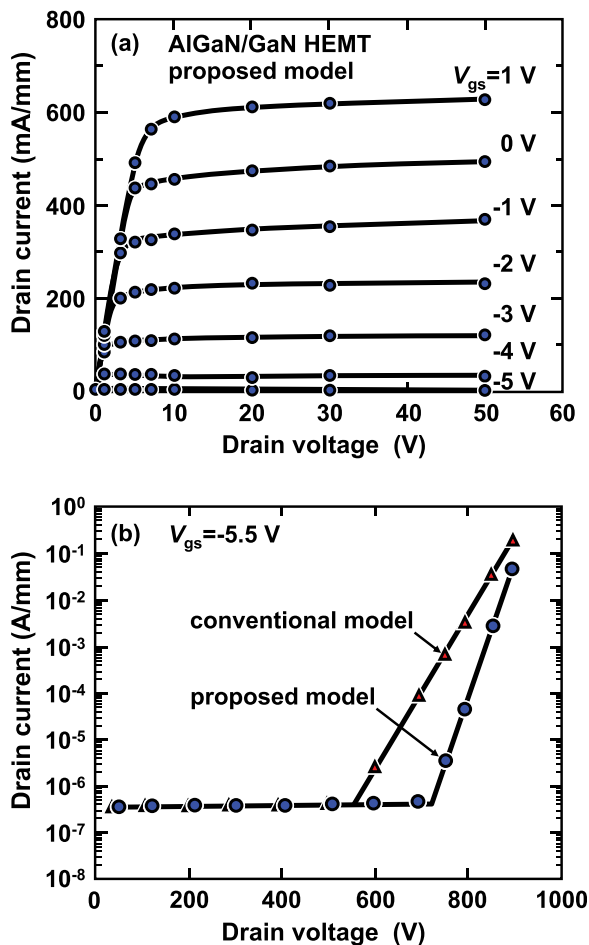 (a) AlGaN/GaN HEMT
proposed model
Vgs=1 V
0 V
-1 V
-2 V
-3 V
-4 V
-5 V
800
600
400
200
0
Drain current (mA/mm)
0 10 20 30 40 50 60
Drain voltage (V)
(b) Vgs=-5.5 V
conventional model
proposed model
10⁰
10⁻¹
10⁻²
10⁻³
10⁻⁴
10⁻⁵
10⁻⁶
10⁻⁷
10⁻⁸
Drain current (A/mm)
0 200 400 600 800 1000
Drain voltage (V)